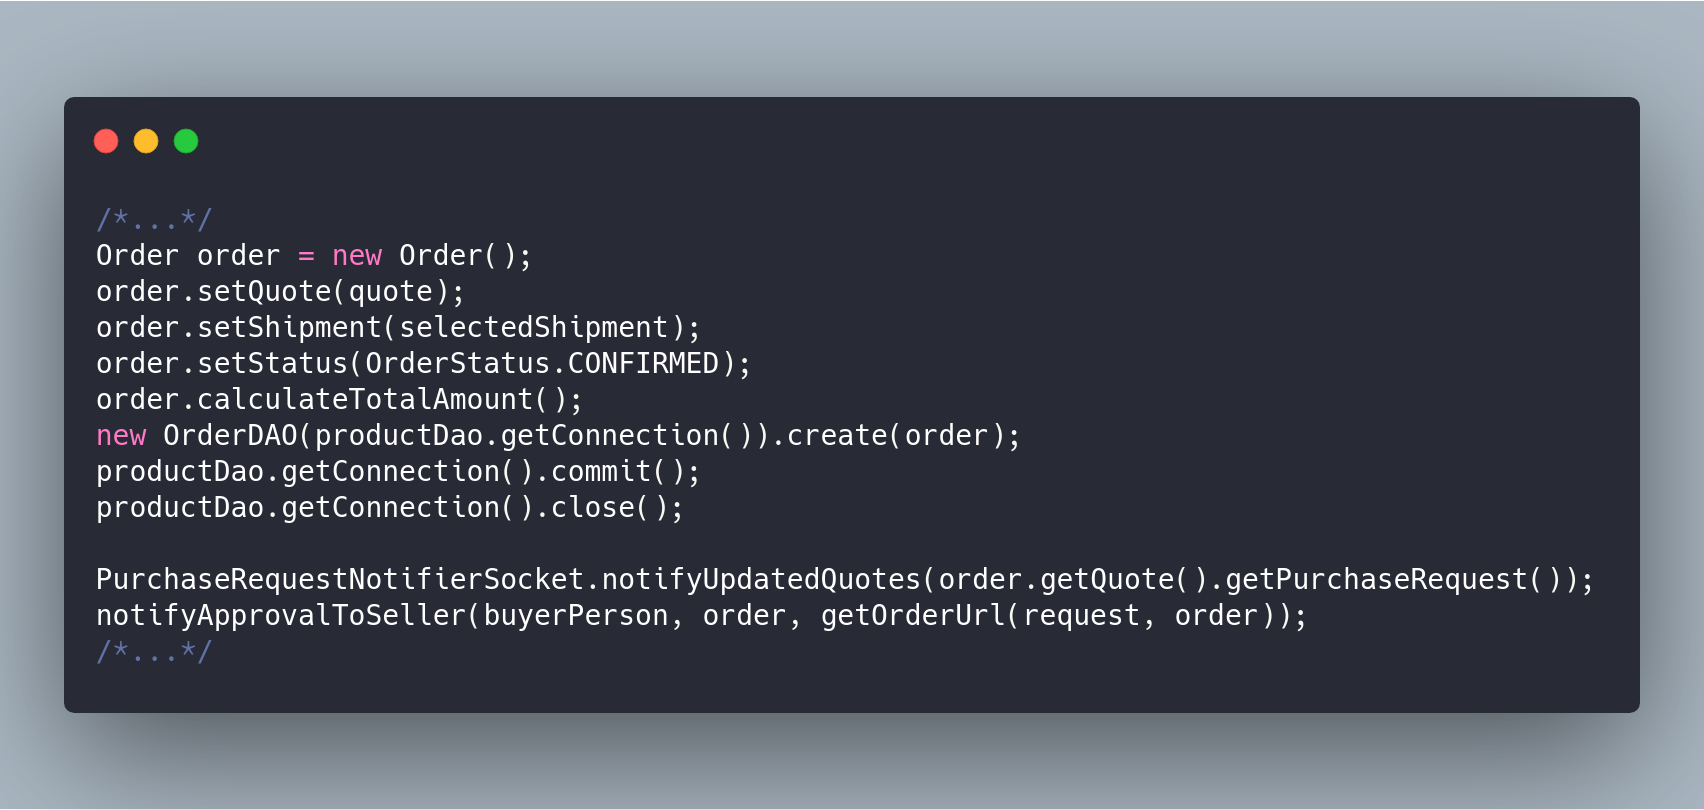 /*...*/
Order order = new Order();
order.setQuote(quote);
order.setShipment(selectedShipment);
order.setStatus(OrderStatus.CONFIRMED);
order.calculateTotalAmount();
new OrderDAO(productDao.getConnection()).create(order);
productDao.getConnection().commit();
productDao.getConnection().close();
PurchaseRequestNotifierSocket.notifyUpdatedQuotes(order.getQuote().getPurchaseRequest());
notifyApprovalToSeller(buyerPerson, order, getOrderUrl(request, order));
/*...*/